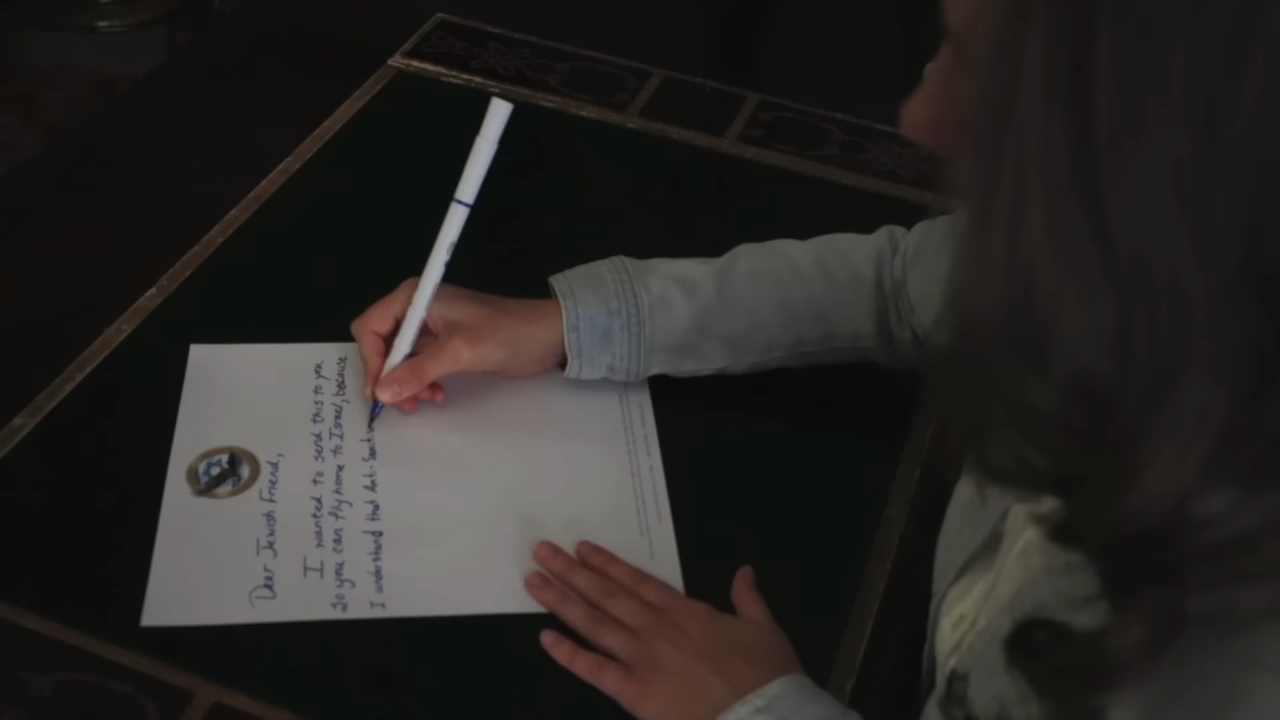 Dear Jewish Friend,
I wanted to send this to you
so you can fly home to Israel, because
I understand that Anti-Semi